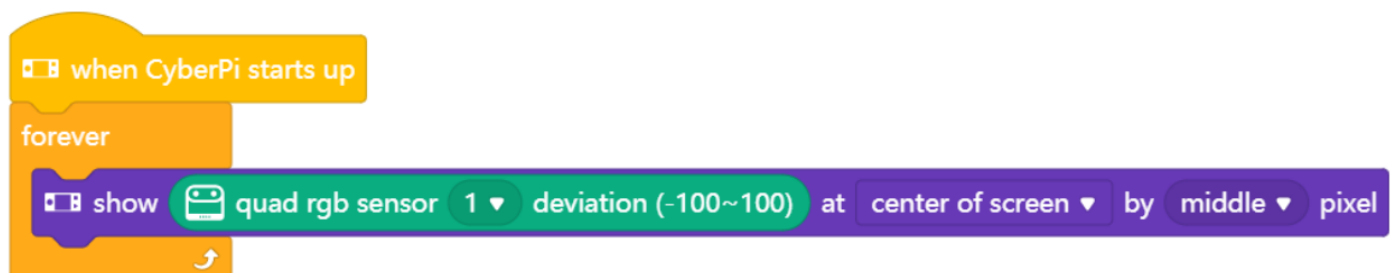 when CyberPi starts up
forever
show quad rgb sensor 1 deviation (-100~100) at center of screen by middle pixel